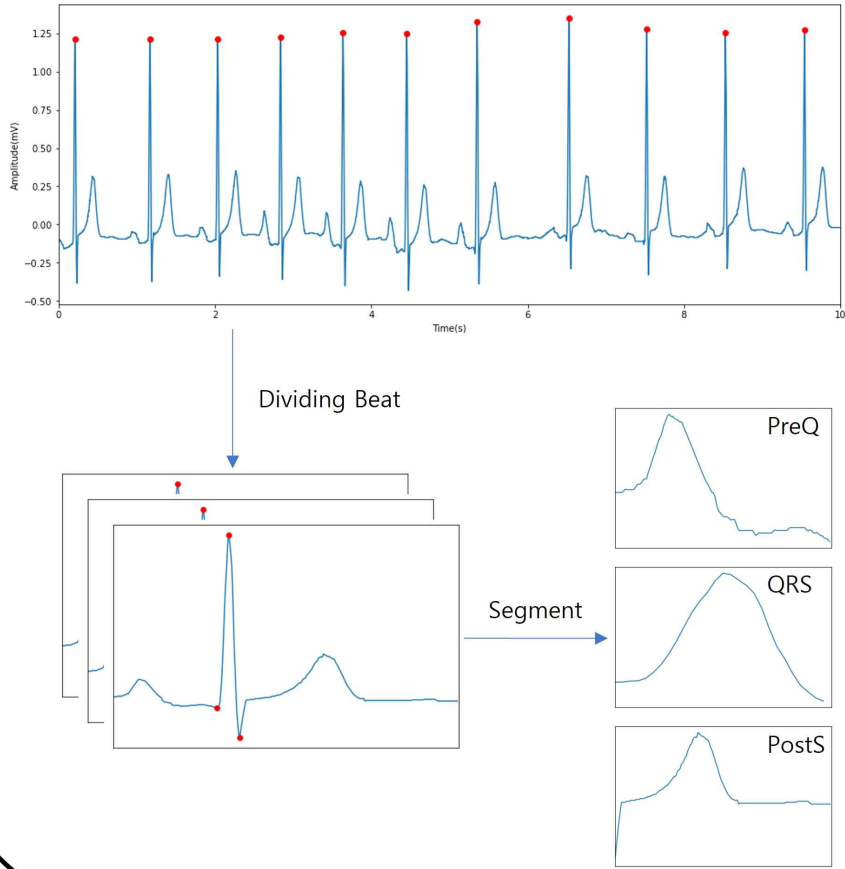 1.25
1.00
0.75
0.50
0.25
0.00
−0.25
−0.50
Amplitude(mV)
0 2 4 6 8 10
Time(s)
Dividing Beat
Segment
PreQ
QRS
PostS